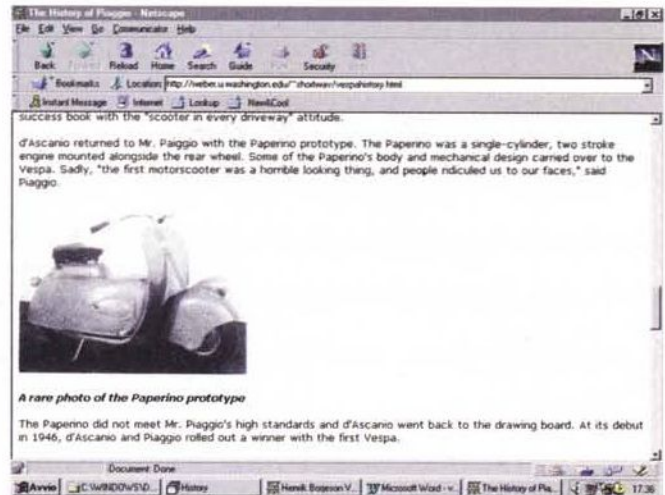 The History of Piaggio - Netscape
File Edit View Go Communicator Help
Back Forward Reload Home Search Guide Print Security
Bookmarks Location: http://weber.u.washington.edu/~shortwav/vespahistory.html
Instant Message Internet Lookup New&Cool
success book with the "scooter in every driveway" attitude.
d'Ascanio returned to Mr. Paiggio with the Paperino prototype. The Paperino was a single-cylinder, two stroke
engine mounted alongside the rear wheel. Some of the Paperino's body and mechanical design carried over to the
Vespa. Sadly, "the first motorscooter was a horrible looking thing, and people ridiculed us to our faces," said
Piaggio.
A rare photo of the Paperino prototype
The Paperino did not meet Mr. Piaggio's high standards and d'Ascanio went back to the drawing board. At its debut
in 1946, d'Ascanio and Piaggio rolled out a winner with the first Vespa.
Document: Done
Avvio C:\WINDOWS\D... History Henrik Borjeson V... Microsoft Word - v... The History of Pia... 17.36